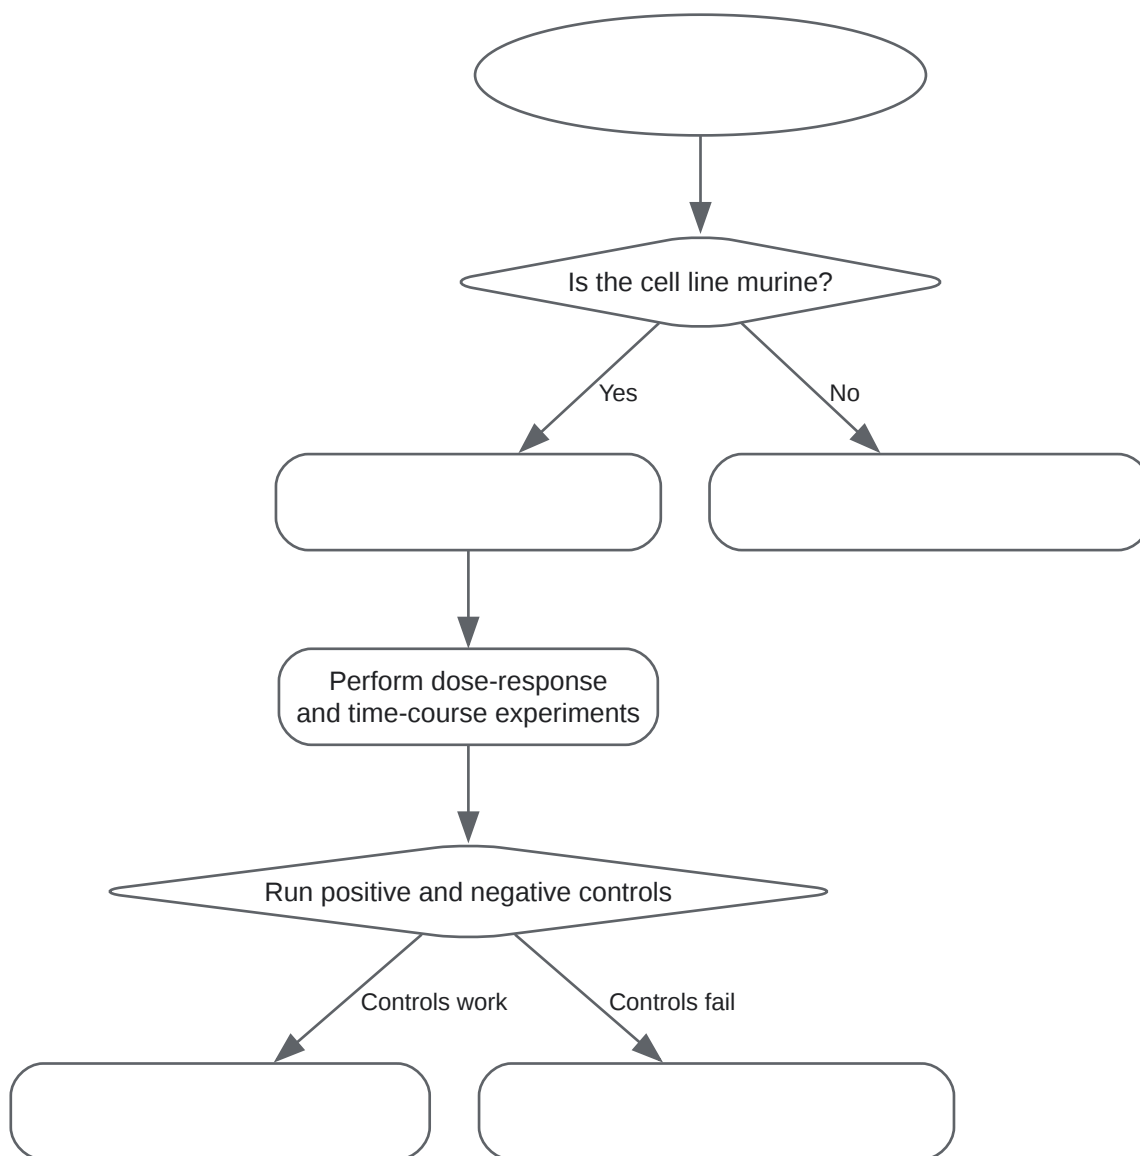 Is the cell line murine?
Yes
No
Perform dose-response
and time-course experiments
Run positive and negative controls
Controls work
Controls fail